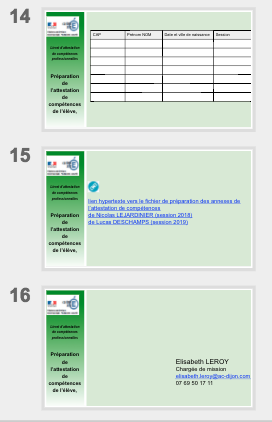 14
Livret d'attestation
de compétences
professionnelles
Préparation
de
l'attestation
de
compétences
de l'élève,
CAP
Prénom NOM
Date et ville de naissance
Session
15
Livret d'attestation
de compétences
professionnelles
Préparation
de
l'attestation
de
compétences
de l'élève,
lien hypertexte vers le fichier de préparation des annexes de
l'attestation de compétences
de Nicolas LEJARDINIER (session 2018)
de Lucas DESCHAMPS (session 2019)
16
Livret d'attestation
de compétences
professionnelles
Préparation
de
l'attestation
de
compétences
de l'élève,
Elisabeth LEROY
Chargée de mission
elisabeth.leroy@ac-dijon.com
07 69 50 17 11